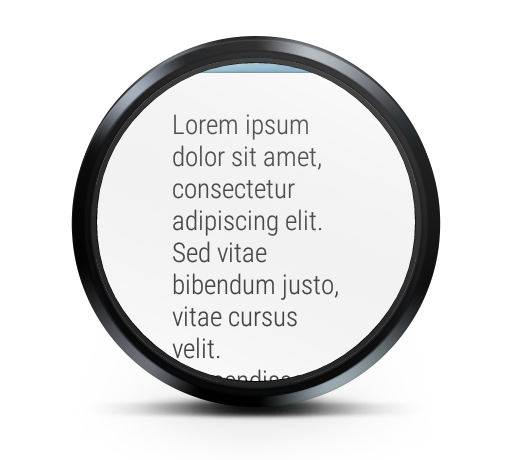 Lorem ipsum
dolor sit amet,
consectetur
adipiscing elit.
Sed vitae
bibendum justo,
vitae cursus
velit.